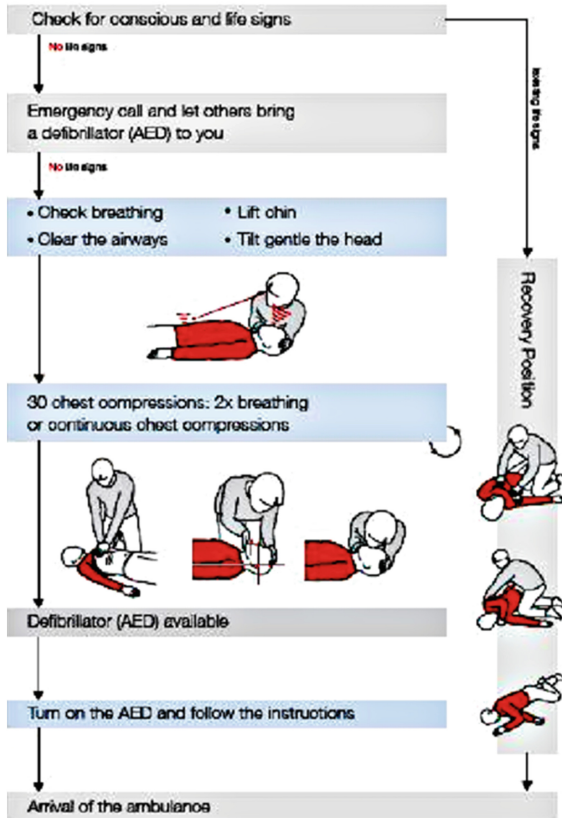 Check for conscious and life signs
No life signs
existing life signs
Emergency call and let others bring
a defibrillator (AED) to you
No life signs
• Check breathing
• Lift chin
• Clear the airways
• Tilt gentle the head
Recovery Position
30 chest compressions: 2x breathing
or continuous chest compressions
Defibrillator (AED) available
Turn on the AED and follow the instructions
Arrival of the ambulance